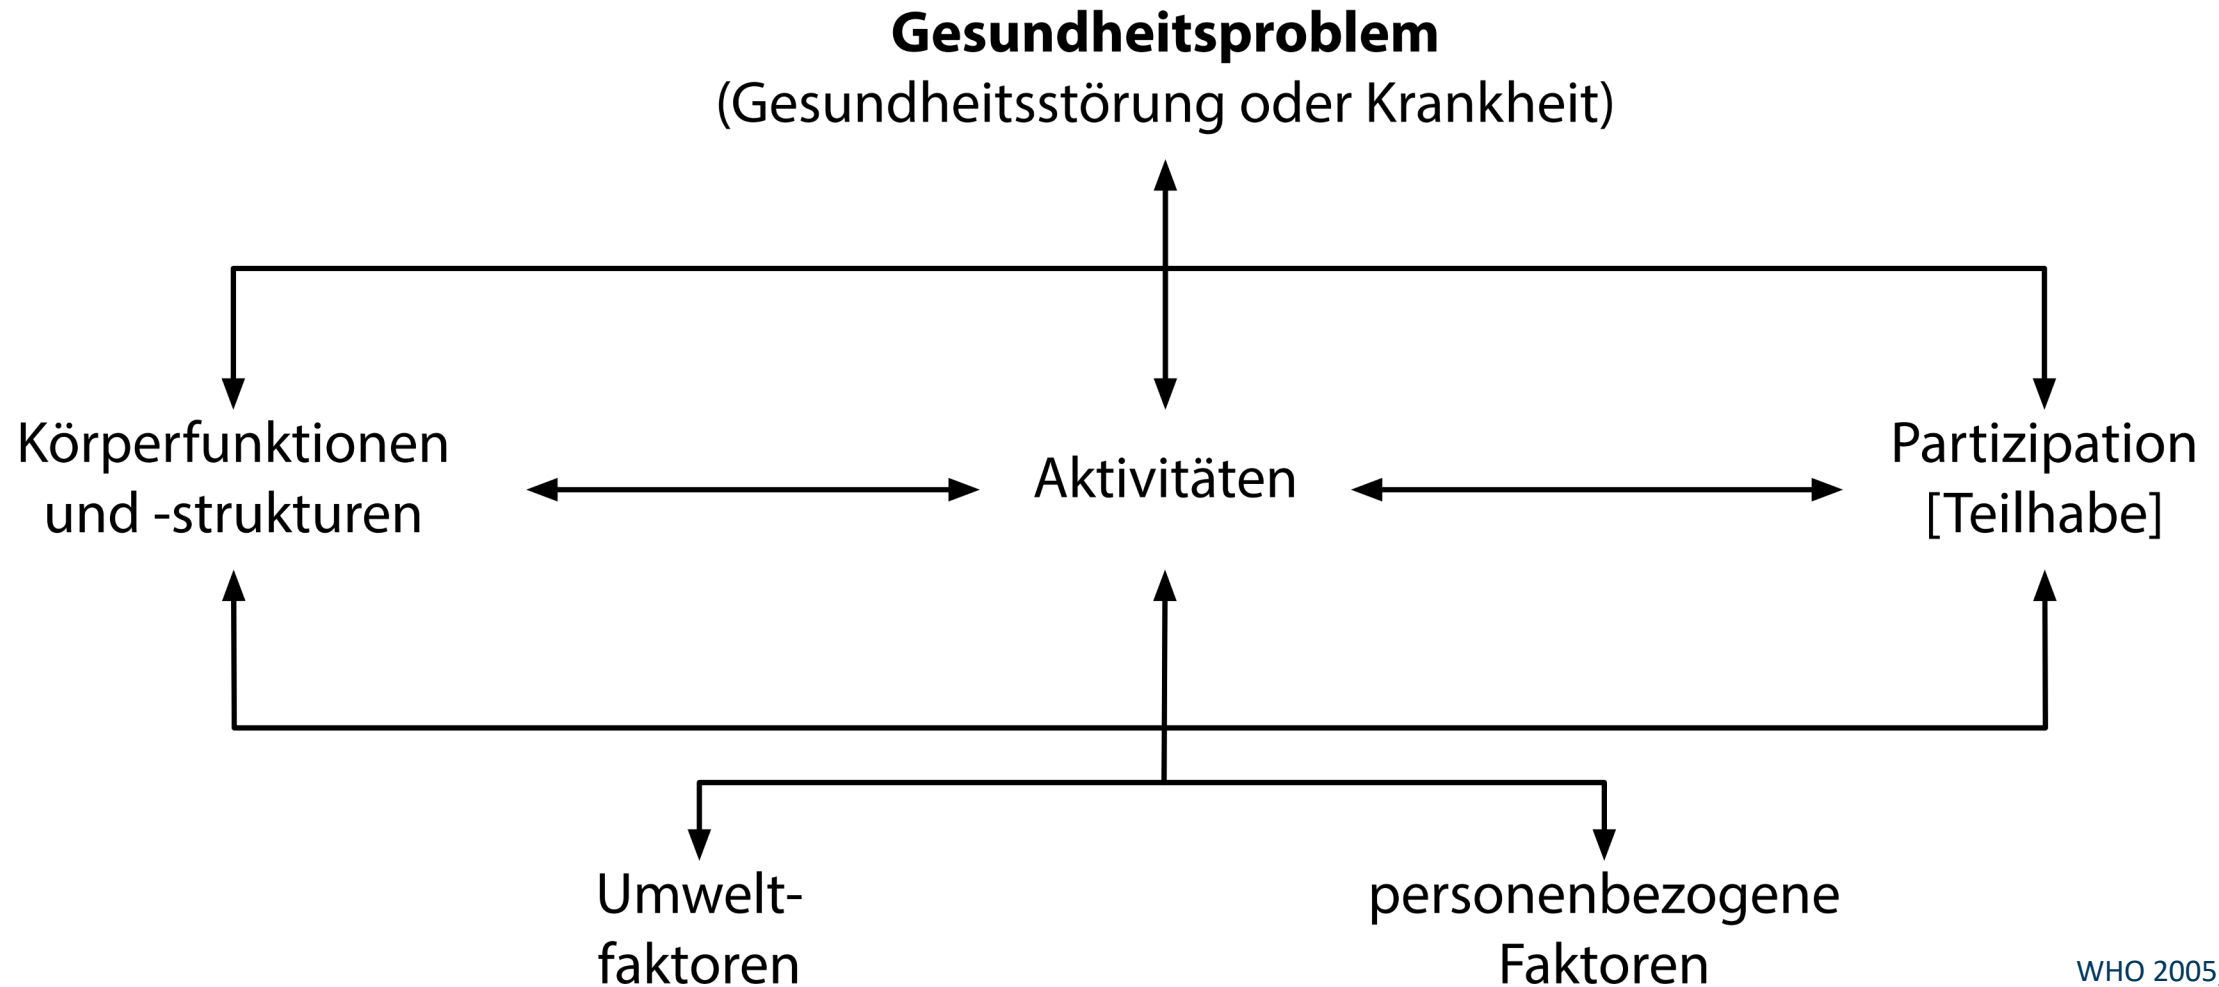 Gesundheitsproblem
(Gesundheitsstörung oder Krankheit)
Körperfunktionen
und -strukturen
Aktivitäten
Partizipation
[Teilhabe]
Umwelt-
faktoren
personenbezogene
Faktoren
WHO 2005,